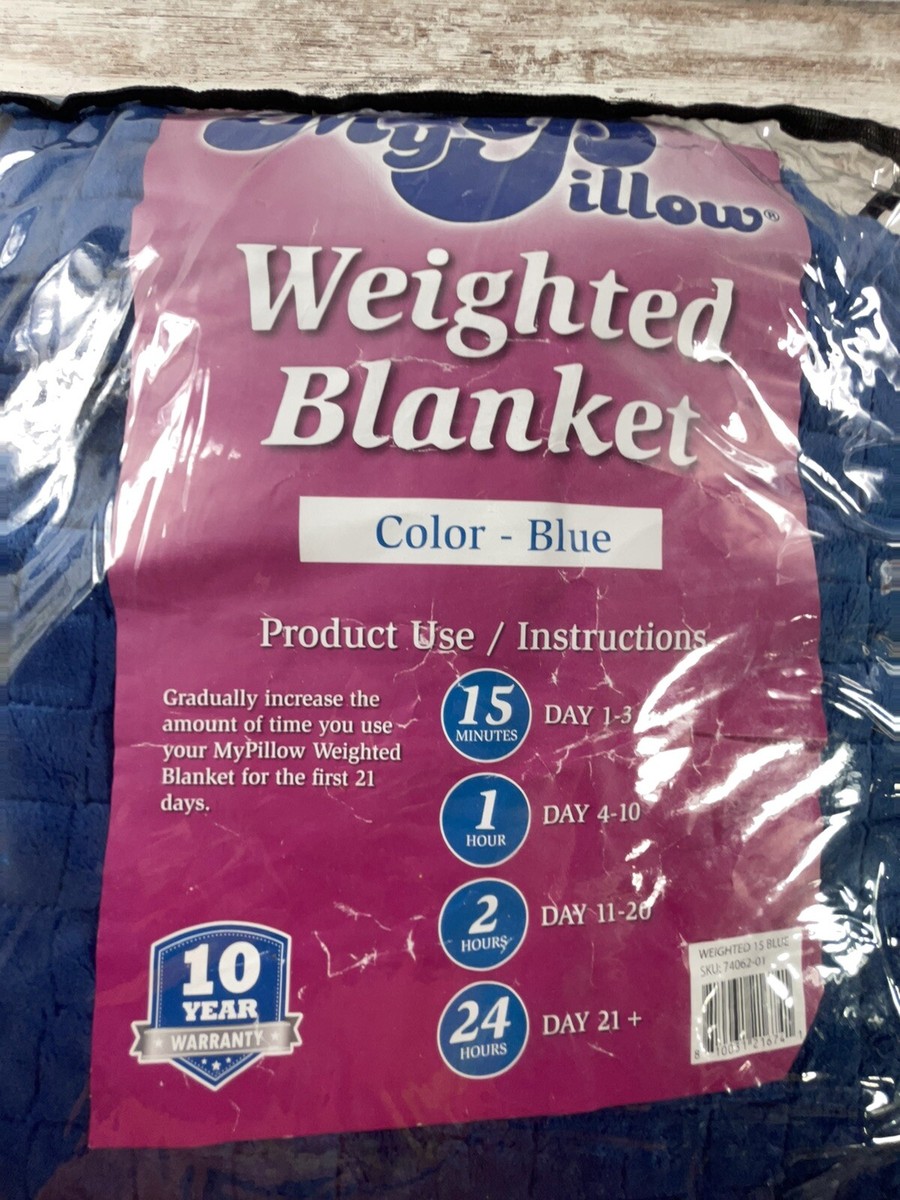 MyPillow®
Weighted
Blanket
Color - Blue
Product Use / Instructions
Gradually increase the
amount of time you use
your MyPillow Weighted
Blanket for the first 21
days.
15
MINUTES
DAY 1-3
1
HOUR
DAY 4-10
2
HOURS
DAY 11-20
24
HOURS
DAY 21 +
10
YEAR
WARRANTY
WEIGHTED 15 BLUE
SKU: 74062-01